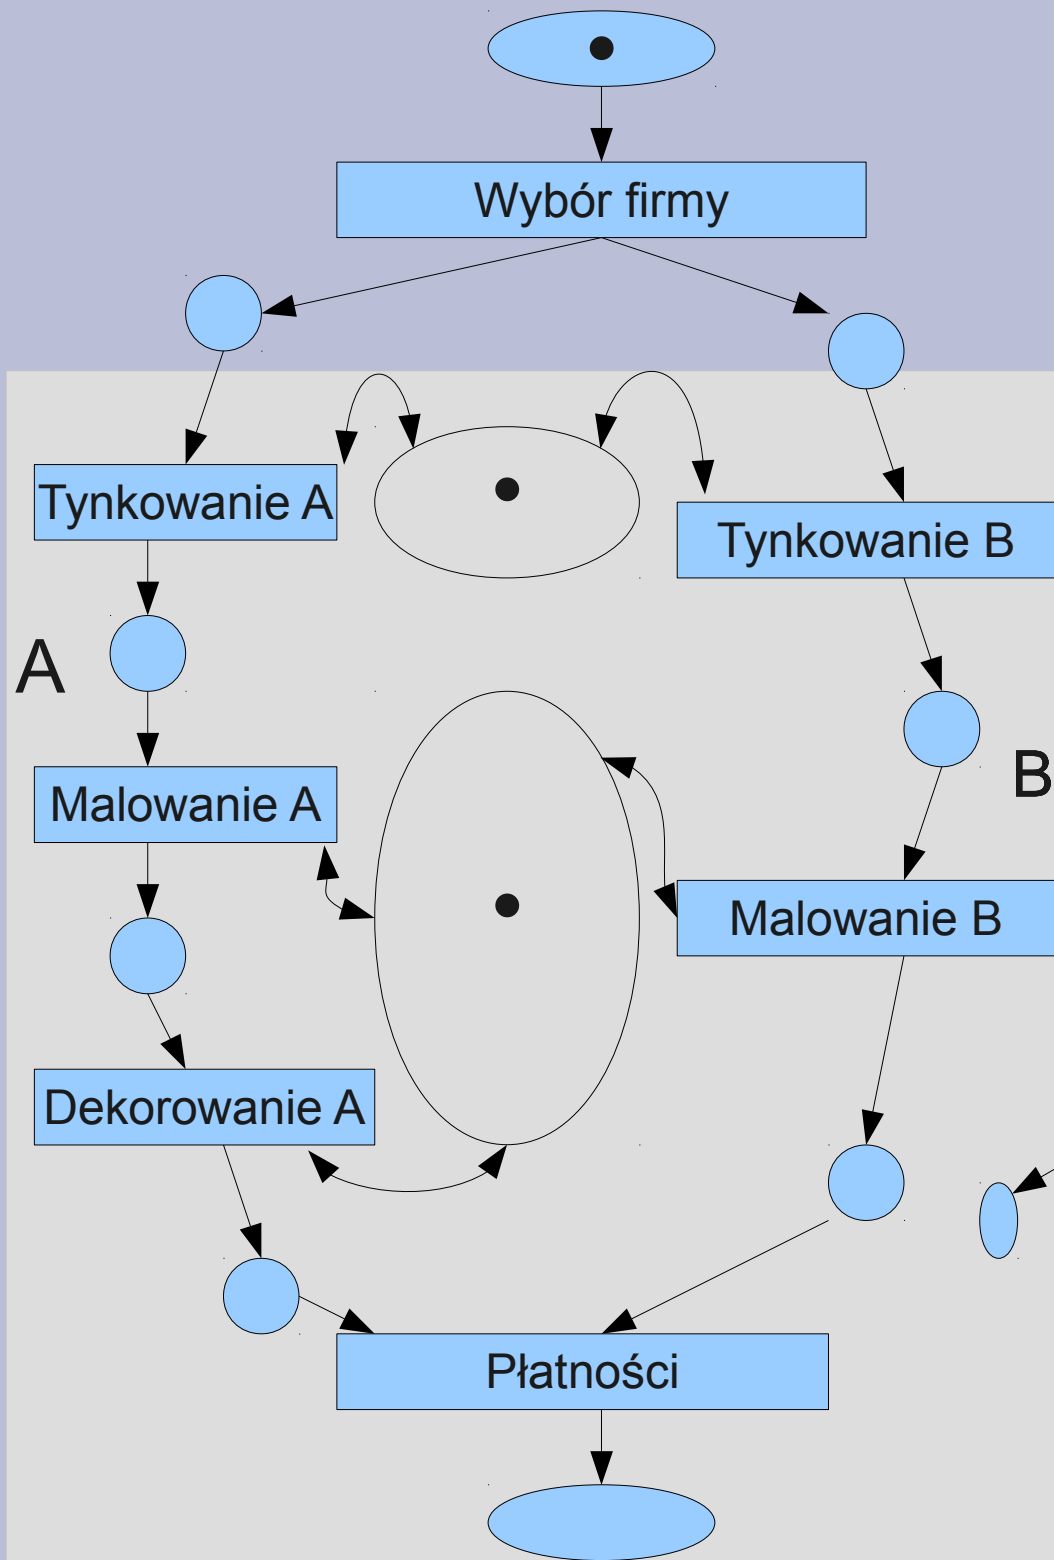 Wybór firmy
Tynkowanie A
Tynkowanie B
A
B
Malowanie A
Malowanie B
Dekorowanie A
Płatności